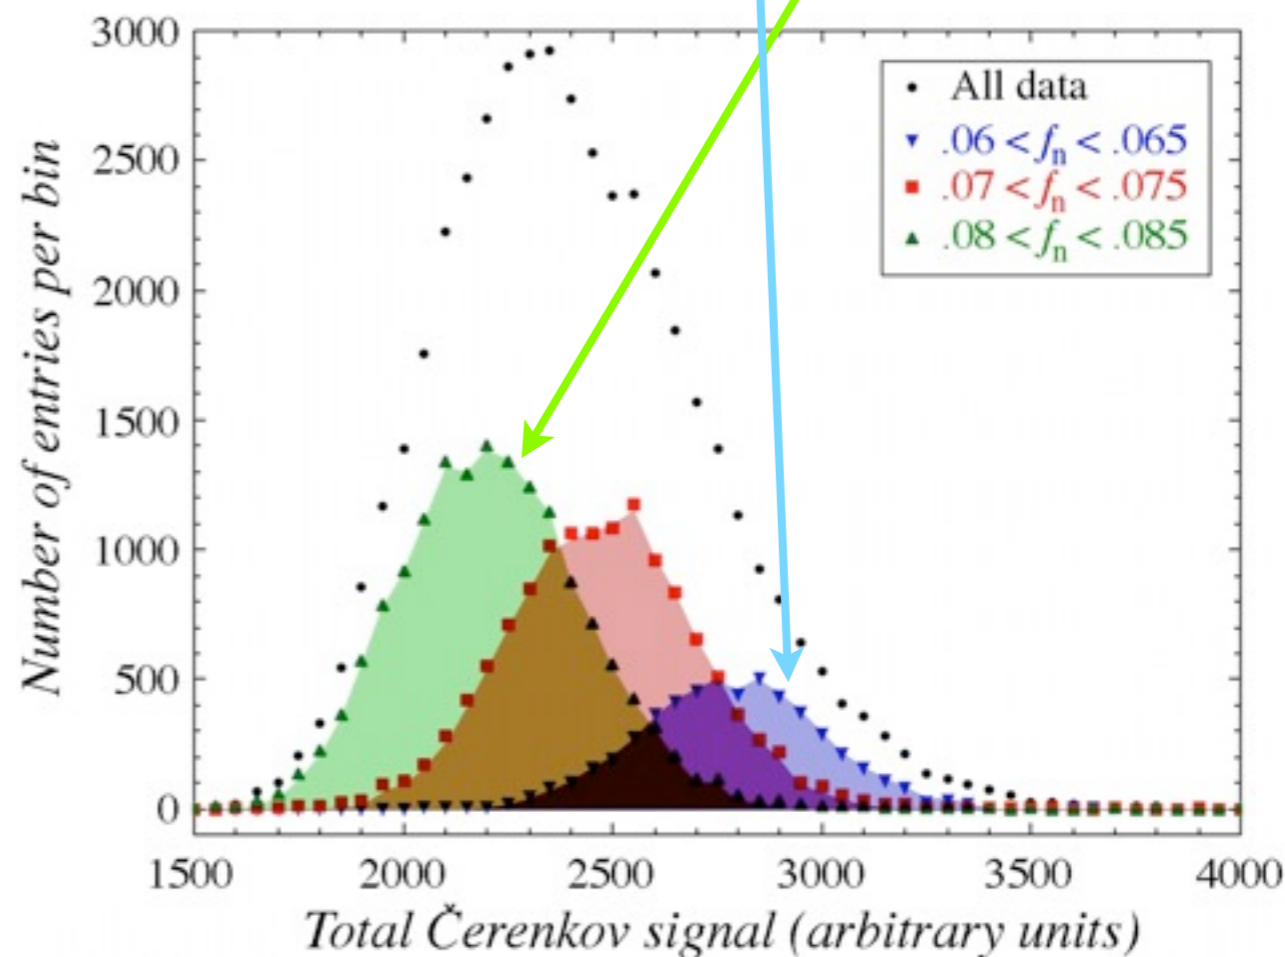 3000
2500
2000
1500
1000
500
0
Number of entries per bin
All data
.06 < fn < .065
.07 < fn < .075
.08 < fn < .085
1500 2000 2500 3000 3500 4000
Total Čerenkov signal (arbitrary units)